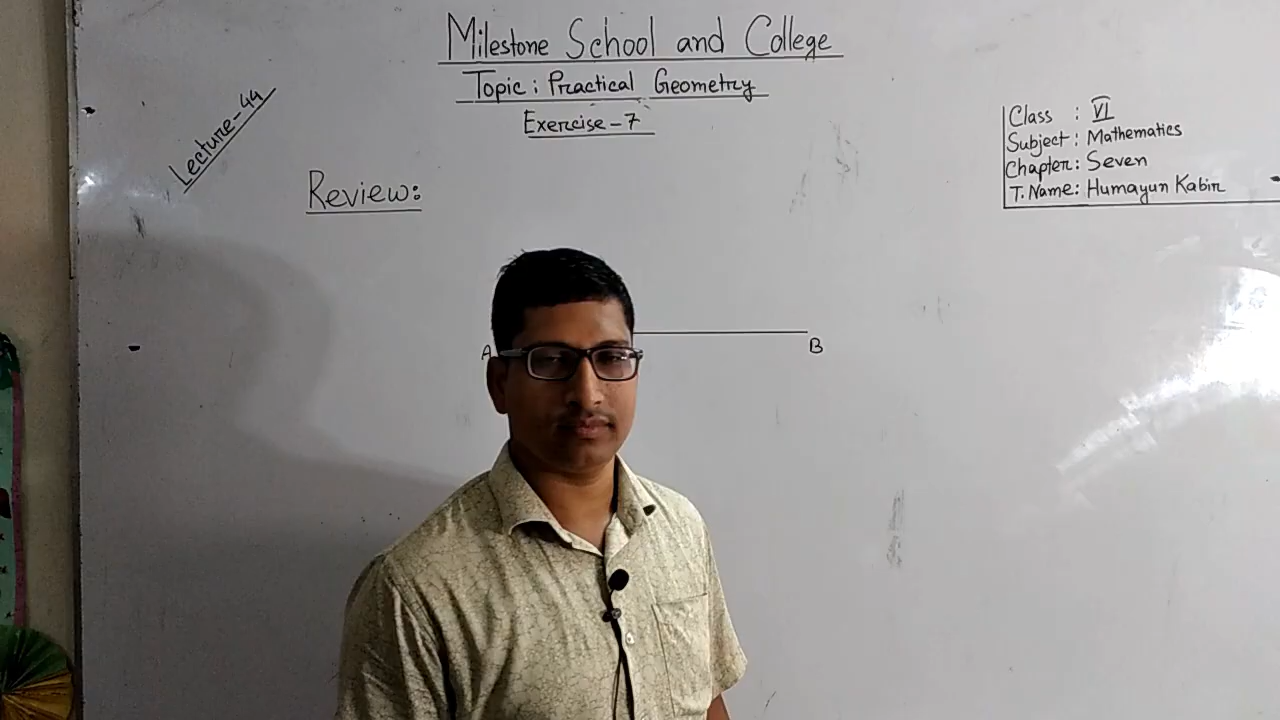 Milestone School and College
Topic : Practical Geometry
Exercise - 7
Lecture - 44
Class : VI
Subject : Mathematics
Chapter : Seven
T. Name : Humayun Kabir
Review:
A
B